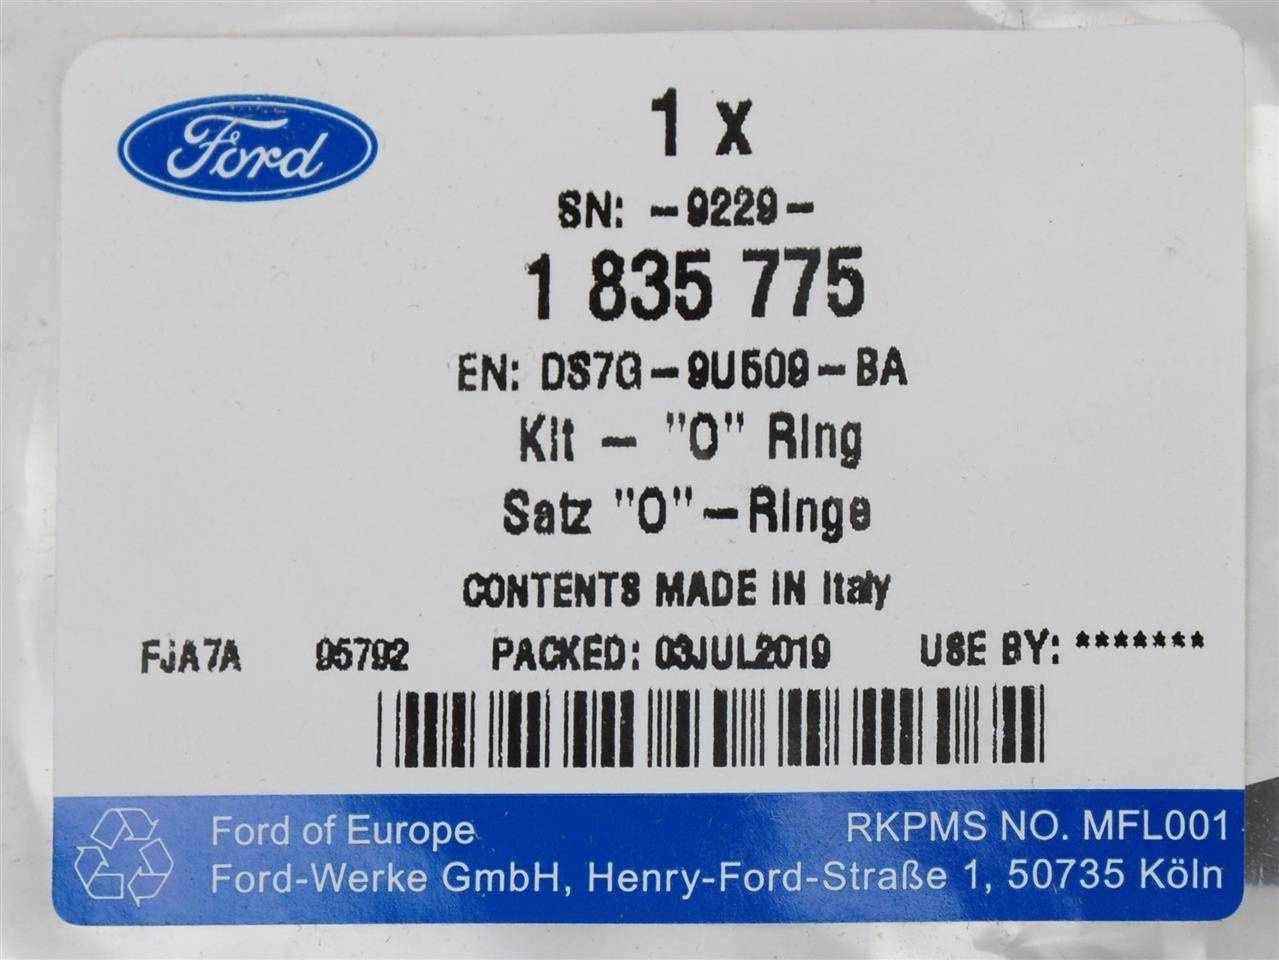 Ford
1 x
SN: -9229-
1 835 775
EN: DS7G-9U509-BA
Kit - "O" Ring
Satz "O"-Ringe
CONTENTS MADE IN Italy
FJA7A 95792 PACKED: 03JUL2019 USE BY: *******
Ford of Europe RKPMS NO. MFL001
Ford-Werke GmbH, Henry-Ford-Straße 1, 50735 Köln